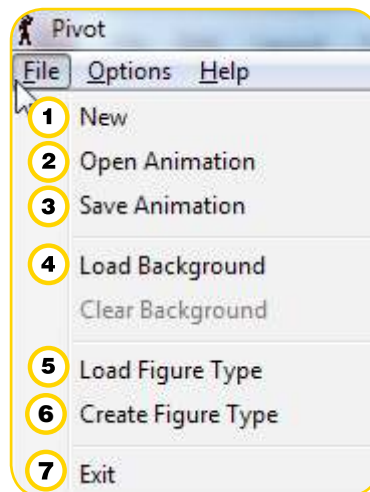 Pivot
File Options Help
1 New
2 Open Animation
3 Save Animation
4 Load Background
Clear Background
5 Load Figure Type
6 Create Figure Type
7 Exit